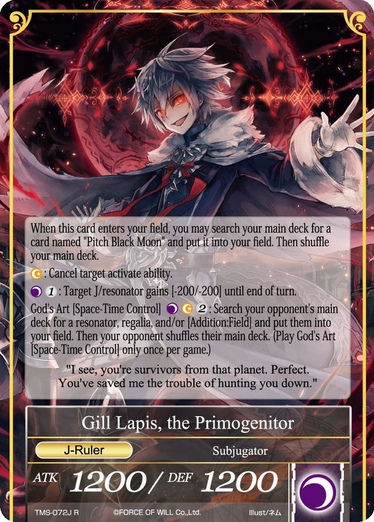 When this card enters your field, you may search your main deck for a
card named "Pitch Black Moon" and put it into your field. Then shuffle
your main deck.
: Cancel target activate ability.
1 : Target J/resonator gains [-200/-200] until end of turn.
God's Art [Space-Time Control] 2 : Search your opponent's main
deck for a resonator, regalia, and/or [Addition:Field] and put them into
your field. Then your opponent shuffles their main deck. (Play God's Art
[Space-Time Control] only once per game.)
"I see, you're survivors from that planet. Perfect.
You've saved me the trouble of hunting you down."
Gill Lapis, the Primogenitor
J-Ruler Subjugator
ATK 1200 / DEF 1200
TMS-072J R ©FORCE OF WILL Co.,Ltd. Illust/ネム